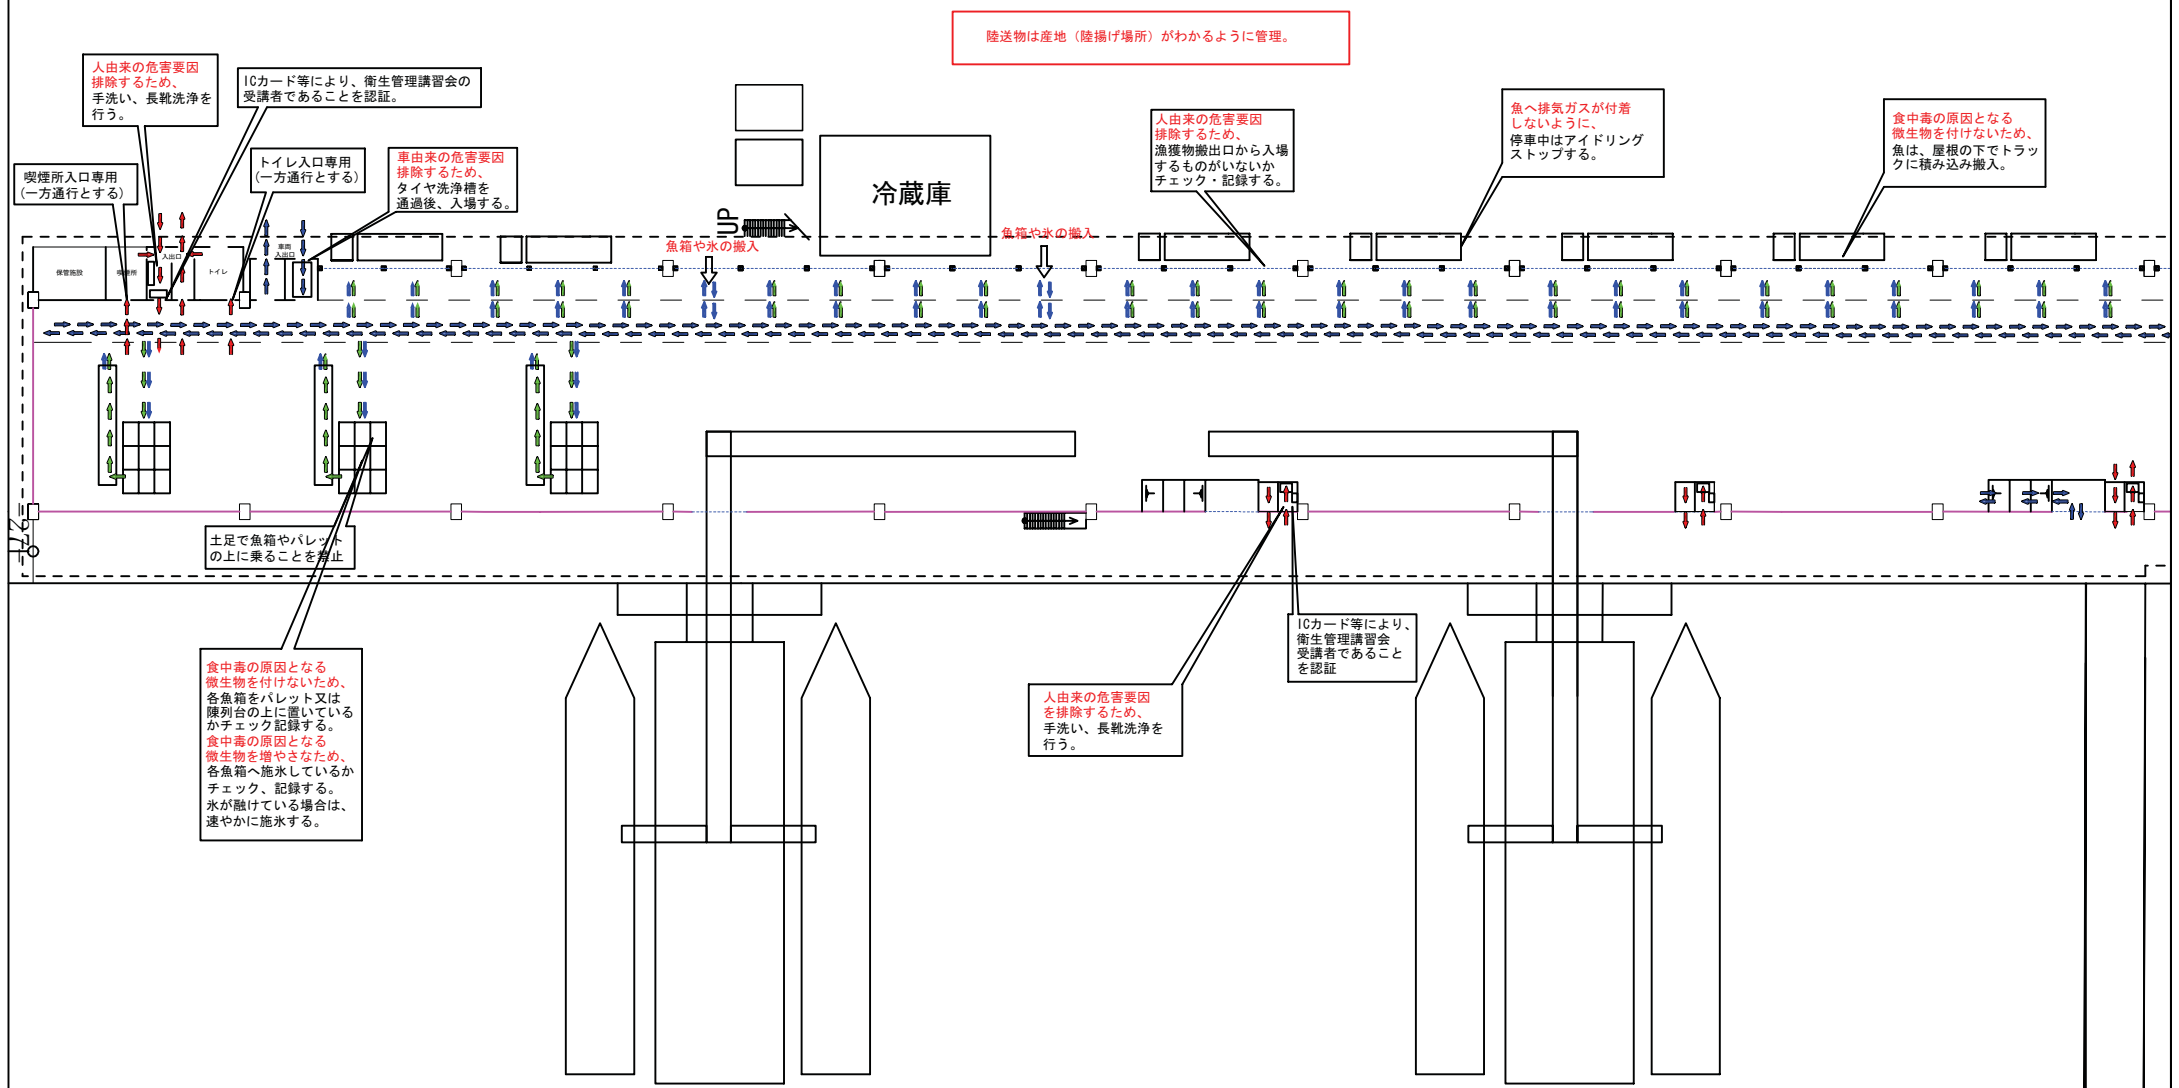 陸送物は産地（陸揚げ場所）がわかるように管理。
人由来の危害要因
排除するため、
手洗い、長靴洗浄を
行う。
ICカード等により、衛生管理講習会の
受講者であることを認証。
喫煙所入口専用
(一方通行とする)
トイレ入口専用
(一方通行とする)
車由来の危害要因
排除するため、
タイヤ洗浄槽を
通過後、入場する。
冷蔵庫
UP
魚箱や氷の搬入
魚箱や氷の搬入
人由来の危害要因
排除するため、
漁獲物搬出口から入場
するものがいないか
チェック・記録する。
魚へ排気ガスが付着
しないように、
停車中はアイドリング
ストップする。
食中毒の原因となる
微生物を付けないため、
魚は、屋根の下でトラッ
クに積み込み搬入。
保管施設
喫煙所
入出口
トイレ
車両
入出口
土足で魚箱やパレット
の上に乗ることを禁止
食中毒の原因となる
微生物を付けないため、
各魚箱をパレット又は
陳列台の上に置いている
かチェック記録する。
食中毒の原因となる
微生物を増やさなため、
各魚箱へ施氷しているか
チェック、記録する。
氷が融けている場合は、
速やかに施氷する。
人由来の危害要因
を排除するため、
手洗い、長靴洗浄を
行う。
ICカード等により、
衛生管理講習会
受講者であること
を認証